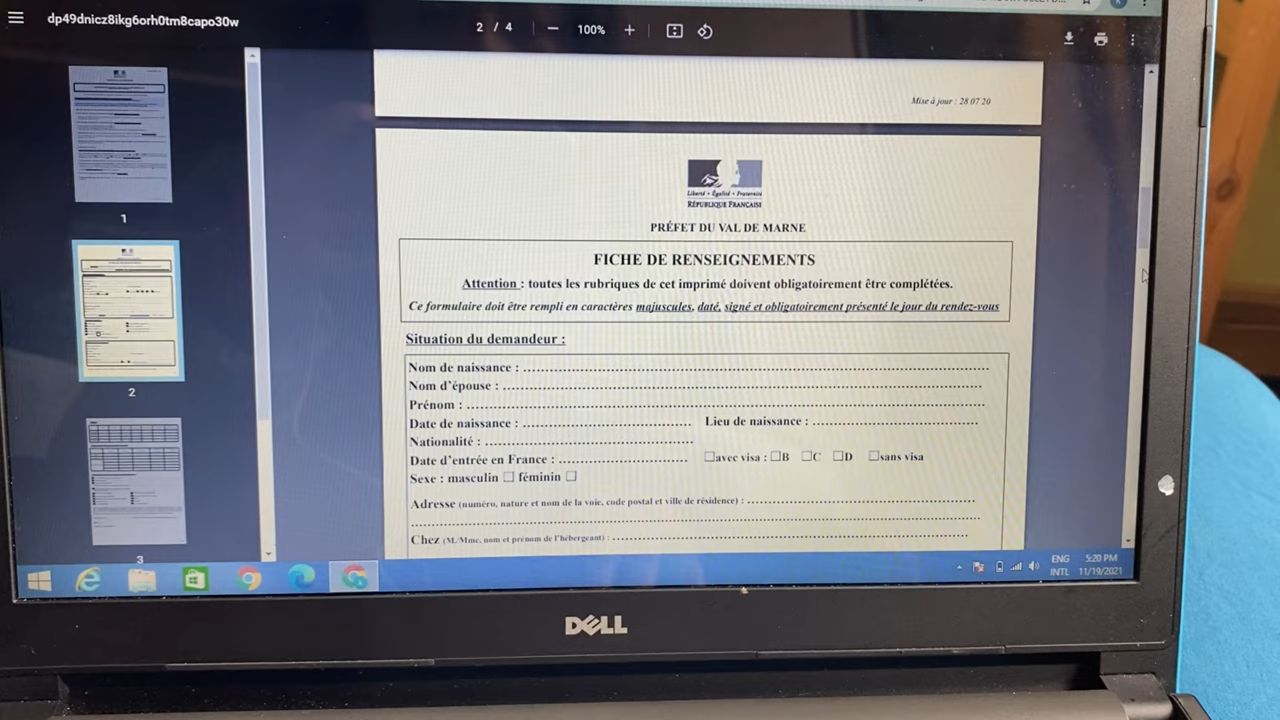 dp49dnicz8ikg6orh0tm8capo30w
2 / 4
100%
Mise à jour : 28 07 20
Liberté • Égalité • Fraternité
RÉPUBLIQUE FRANÇAISE
PRÉFET DU VAL DE MARNE
FICHE DE RENSEIGNEMENTS
Attention : toutes les rubriques de cet imprimé doivent obligatoirement être complétées.
Ce formulaire doit être rempli en caractères majuscules, daté, signé et obligatoirement présenté le jour du rendez-vous
Situation du demandeur :
Nom de naissance :
Nom d'épouse :
Prénom :
Date de naissance : Lieu de naissance :
Nationalité :
Date d'entrée en France : avec visa : B C D sans visa
Sexe : masculin féminin
Adresse (numéro, nature et nom de la voie, code postal et ville de résidence) :
Chez (M./Mme, nom et prénom de l'hébergeant) :
1
2
3
ENG 5:20 PM
INTL 11/19/2021
DELL